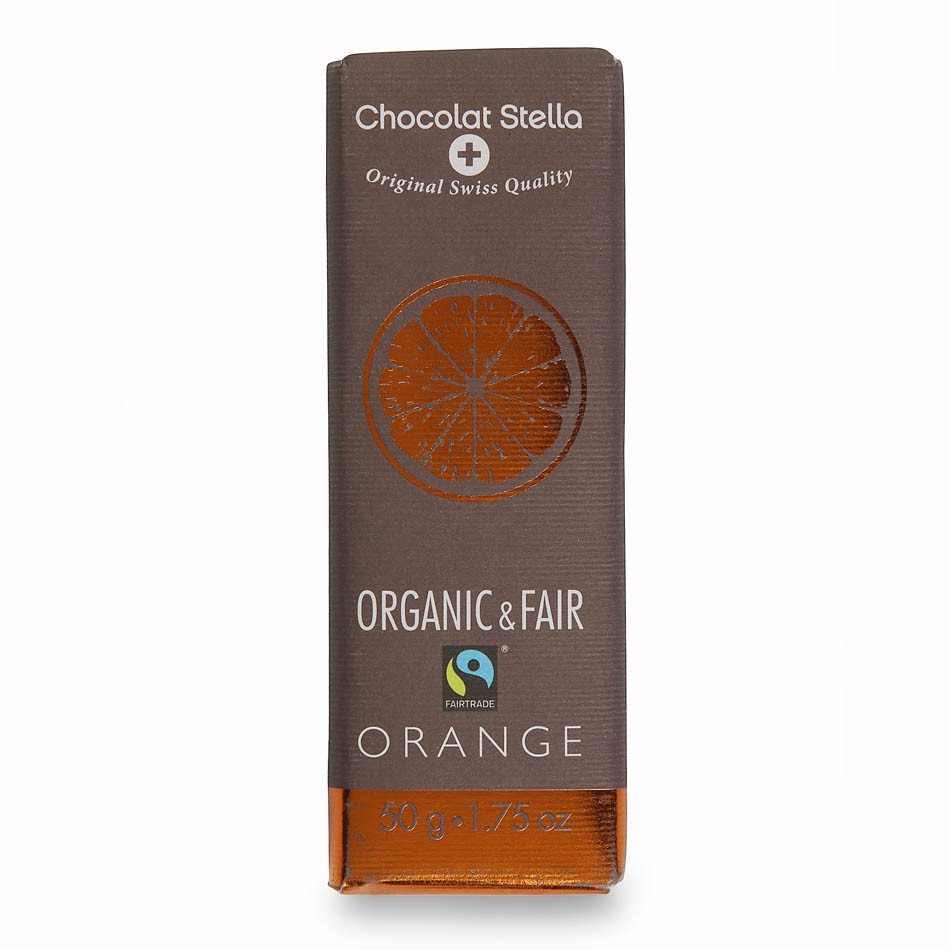 Chocolat Stella
Original Swiss Quality
ORGANIC & FAIR
®
FAIRTRADE
ORANGE
50 g • 1.75 oz